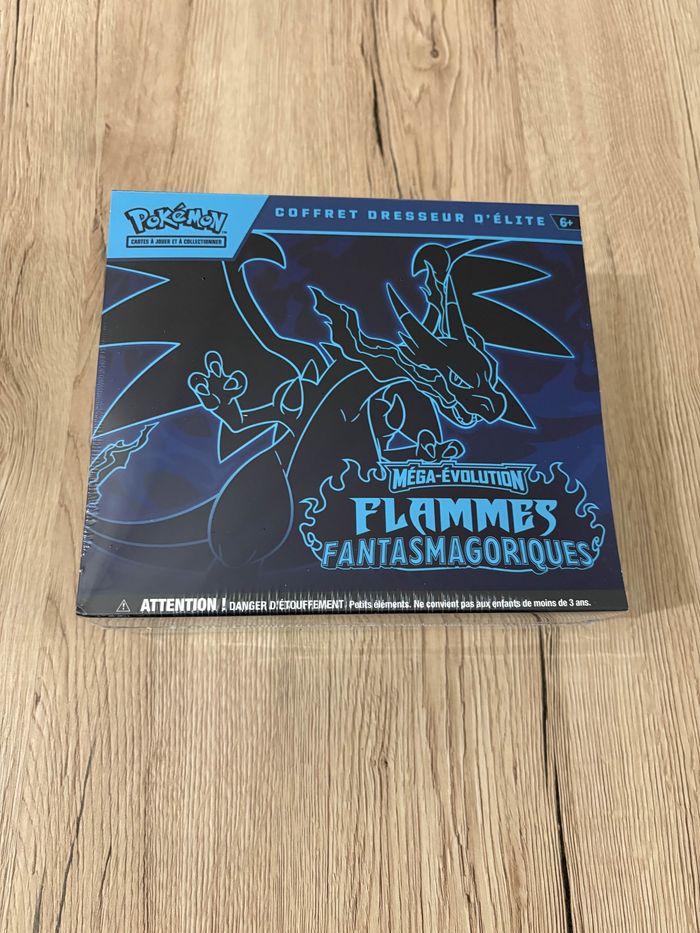 POKÉMON
CARTES À JOUER ET À COLLECTIONNER
COFFRET DRESSEUR D'ÉLITE 6+
MÉGA-ÉVOLUTION
FLAMMES
FANTASMAGORIQUES
ATTENTION ! DANGER D'ÉTOUFFEMENT. Petits éléments. Ne convient pas aux enfants de moins de 3 ans.